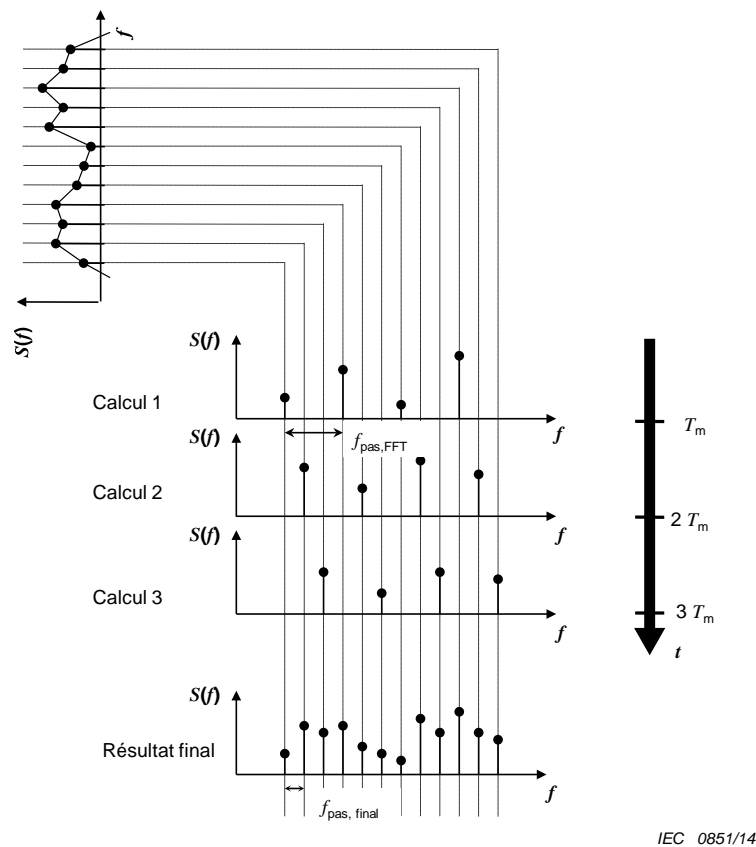 f
S(f)
S(f)
Calcul 1
f
T_m
f_pas,FFT
S(f)
Calcul 2
f
2 T_m
S(f)
Calcul 3
f
3 T_m
t
S(f)
Résultat final
f
f_pas, final
IEC 0851/14